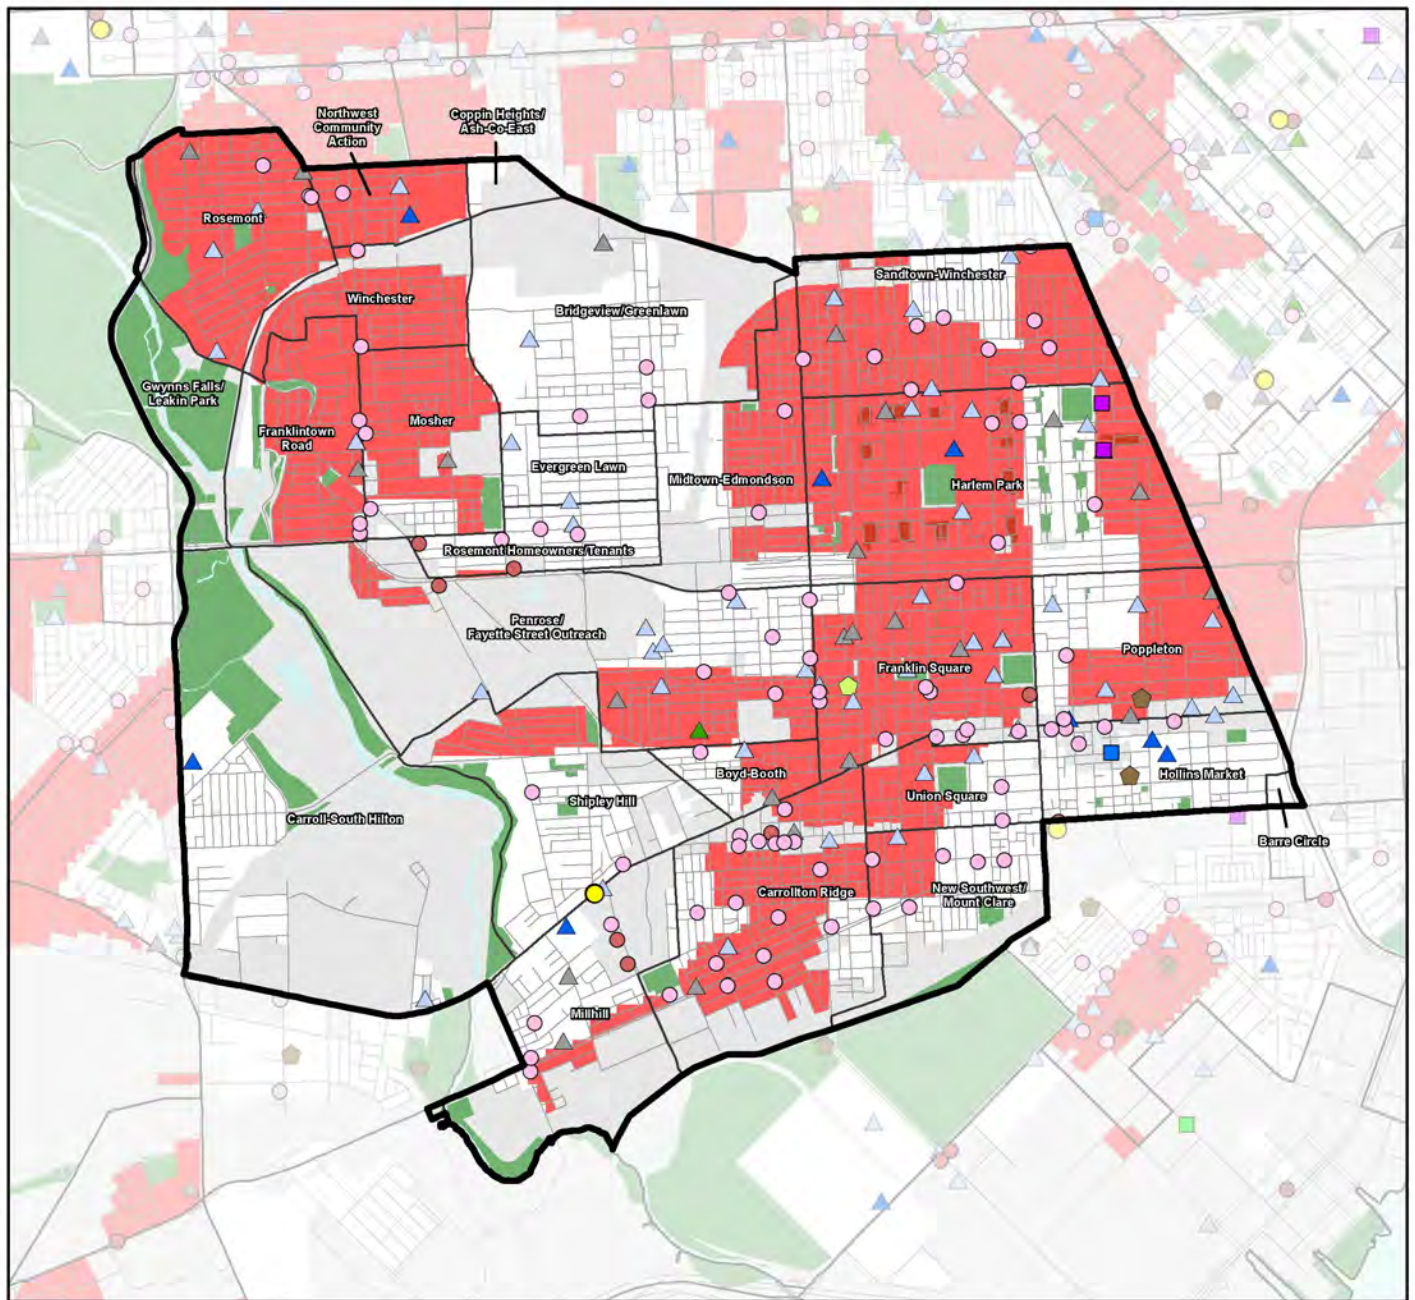 Northwest
Community
Action
Coppin Heights/
Ash-Co-East
Rosemont
Sandtown-Winchester
Winchester
Bridgeview/Greenlawn
Gwynns Falls/
Leakin Park
Franklintown
Road
Mosher
Evergreen Lawn
Midtown-Edmondson
Harlem Park
Rosemont Homeowners/Tenants
Penrose/
Fayette Street Outreach
Franklin Square
Poppleton
Boyd-Booth
Hollins Market
Shipley Hill
Union Square
Carroll-South Hilton
Barre Circle
Carrollton Ridge
New Southwest/
Mount Clare
Millhill